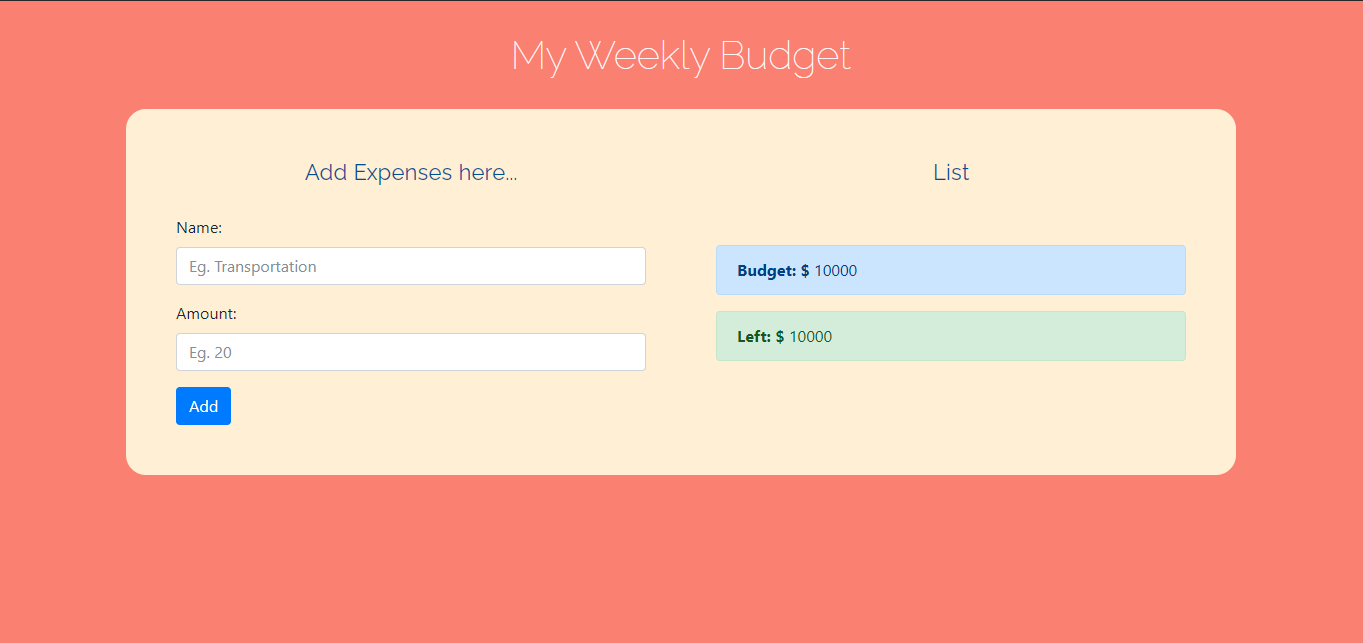 My Weekly Budget
Add Expenses here...
Name:
Eg. Transportation
Amount:
Eg. 20
Add
List
Budget: $ 10000
Left: $ 10000